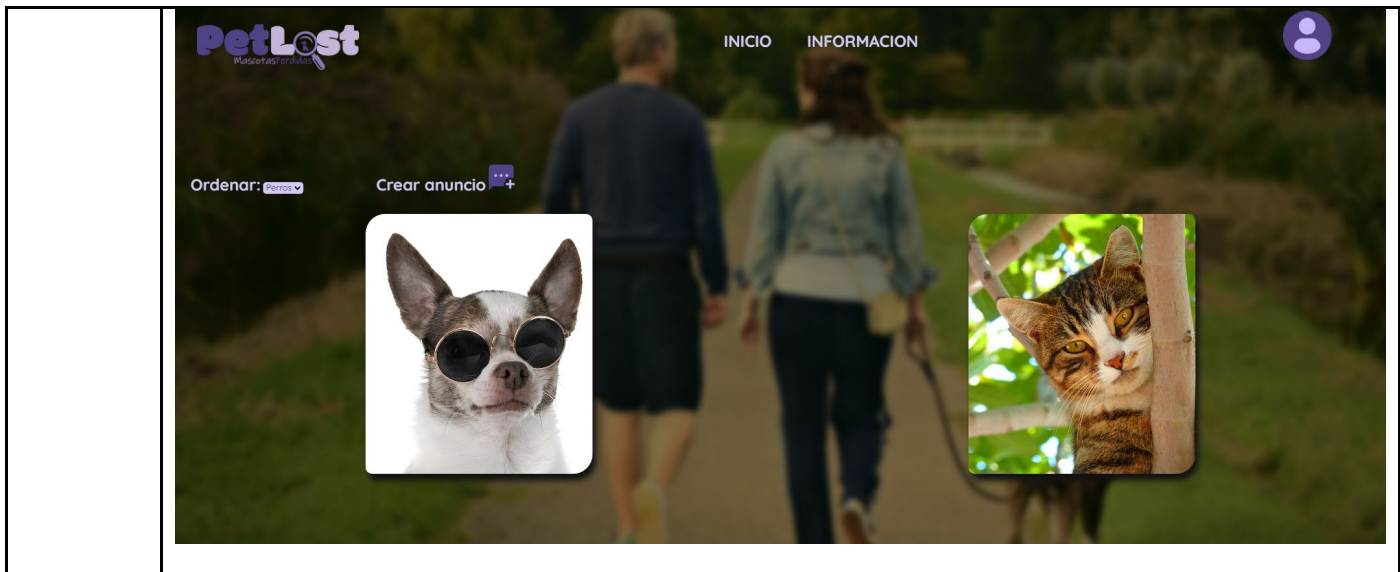 PetLost
MascotasPerdidas
INICIO
INFORMACION
Ordenar: Perros
Crear anuncio